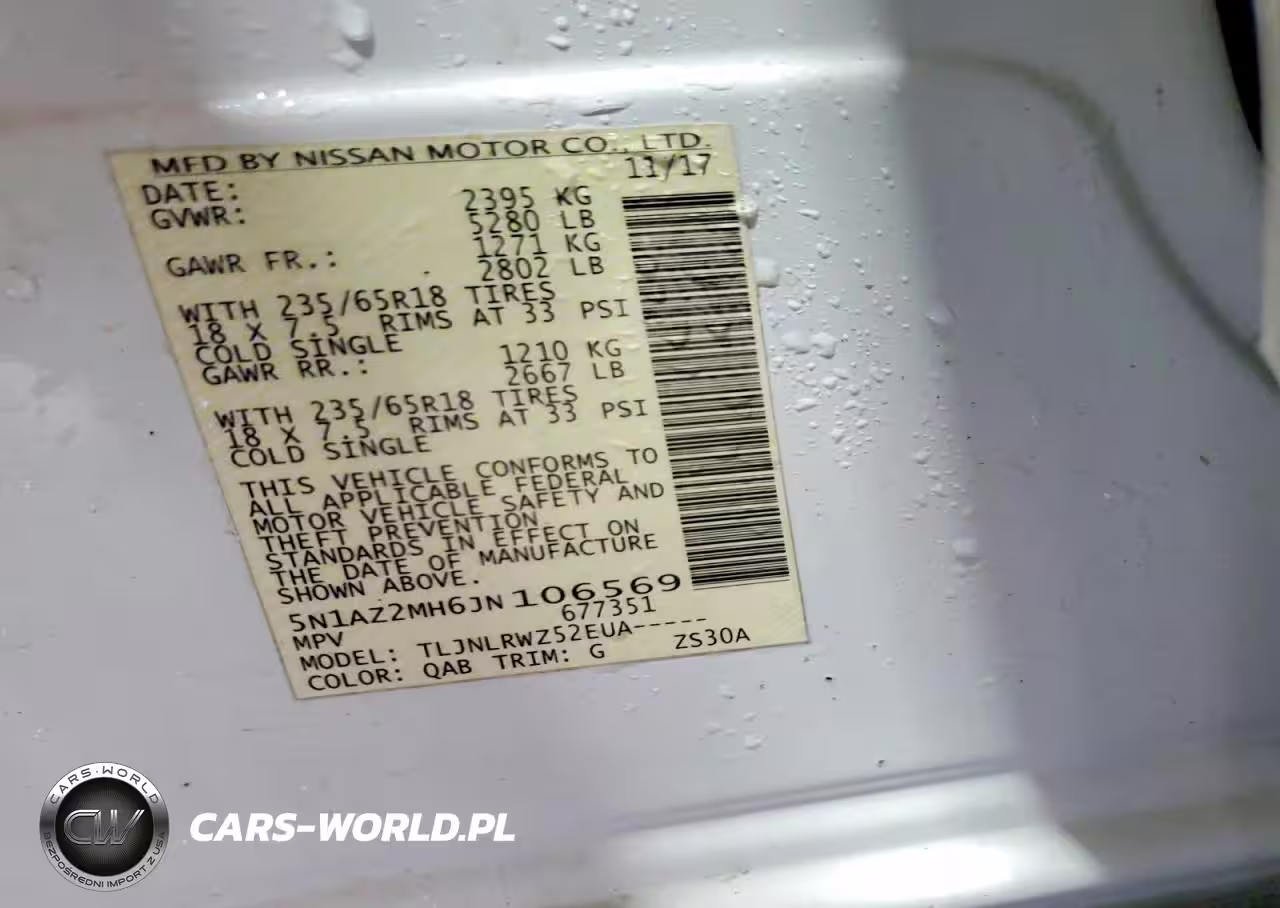 MFD BY NISSAN MOTOR CO., LTD.
DATE: 11/17
GVWR: 2395 KG
5280 LB
GAWR FR.: 1271 KG
2802 LB
WITH 235/65R18 TIRES
18 X 7.5 RIMS AT 33 PSI
COLD SINGLE
GAWR RR.: 1210 KG
2667 LB
WITH 235/65R18 TIRES
18 X 7.5 RIMS AT 33 PSI
COLD SINGLE
THIS VEHICLE CONFORMS TO
ALL APPLICABLE FEDERAL
MOTOR VEHICLE SAFETY AND
THEFT PREVENTION
STANDARDS IN EFFECT ON
THE DATE OF MANUFACTURE
SHOWN ABOVE.
5N1AZ2MH6JN106569
MPV 677351
MODEL: TLJNLRWZ52EUA-----
COLOR: QAB TRIM: G ZS30A
CARS-WORLD
CW
BEZPOŚREDNI IMPORT Z USA
CARS-WORLD.PL